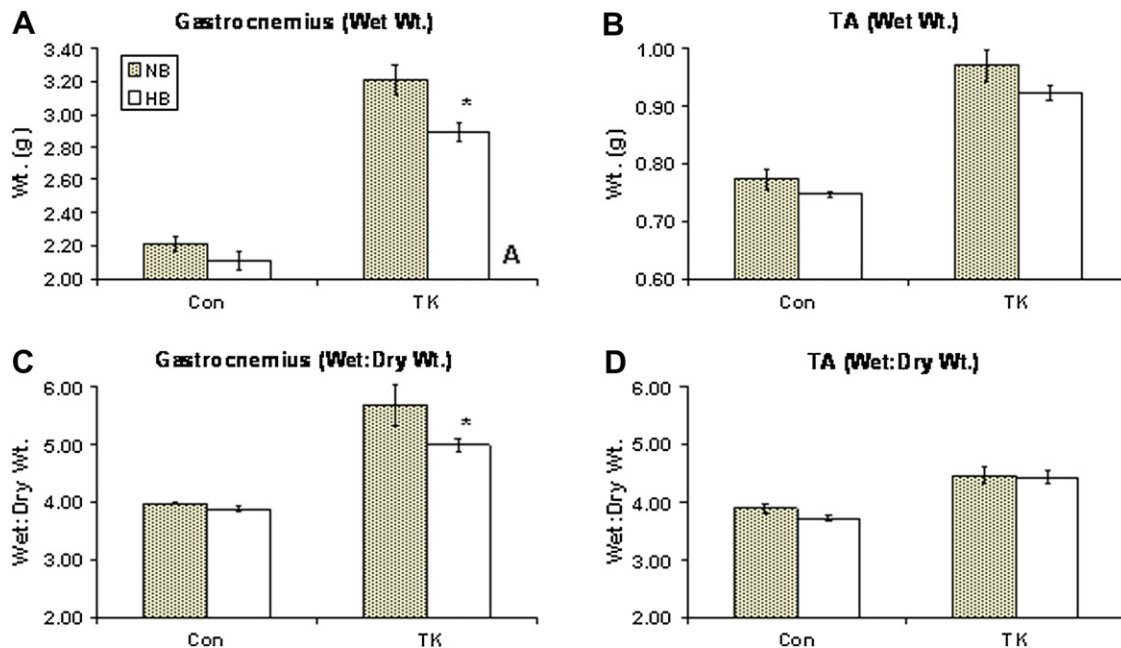 A
Gastrocnemius (Wet Wt.)
3.40
3.20
3.00
2.80
2.60
2.40
2.20
2.00
Wt. (g)
NB
HB
*
A
Con
TK
B
TA (Wet Wt.)
1.00
0.90
0.80
0.70
0.60
Wt. (g)
Con
TK
C
Gastrocnemius (Wet:Dry Wt.)
6.00
5.00
4.00
3.00
2.00
Wet:Dry Wt.
*
Con
TK
D
TA (Wet:Dry Wt.)
6.00
5.00
4.00
3.00
2.00
Wet:Dry Wt.
Con
TK